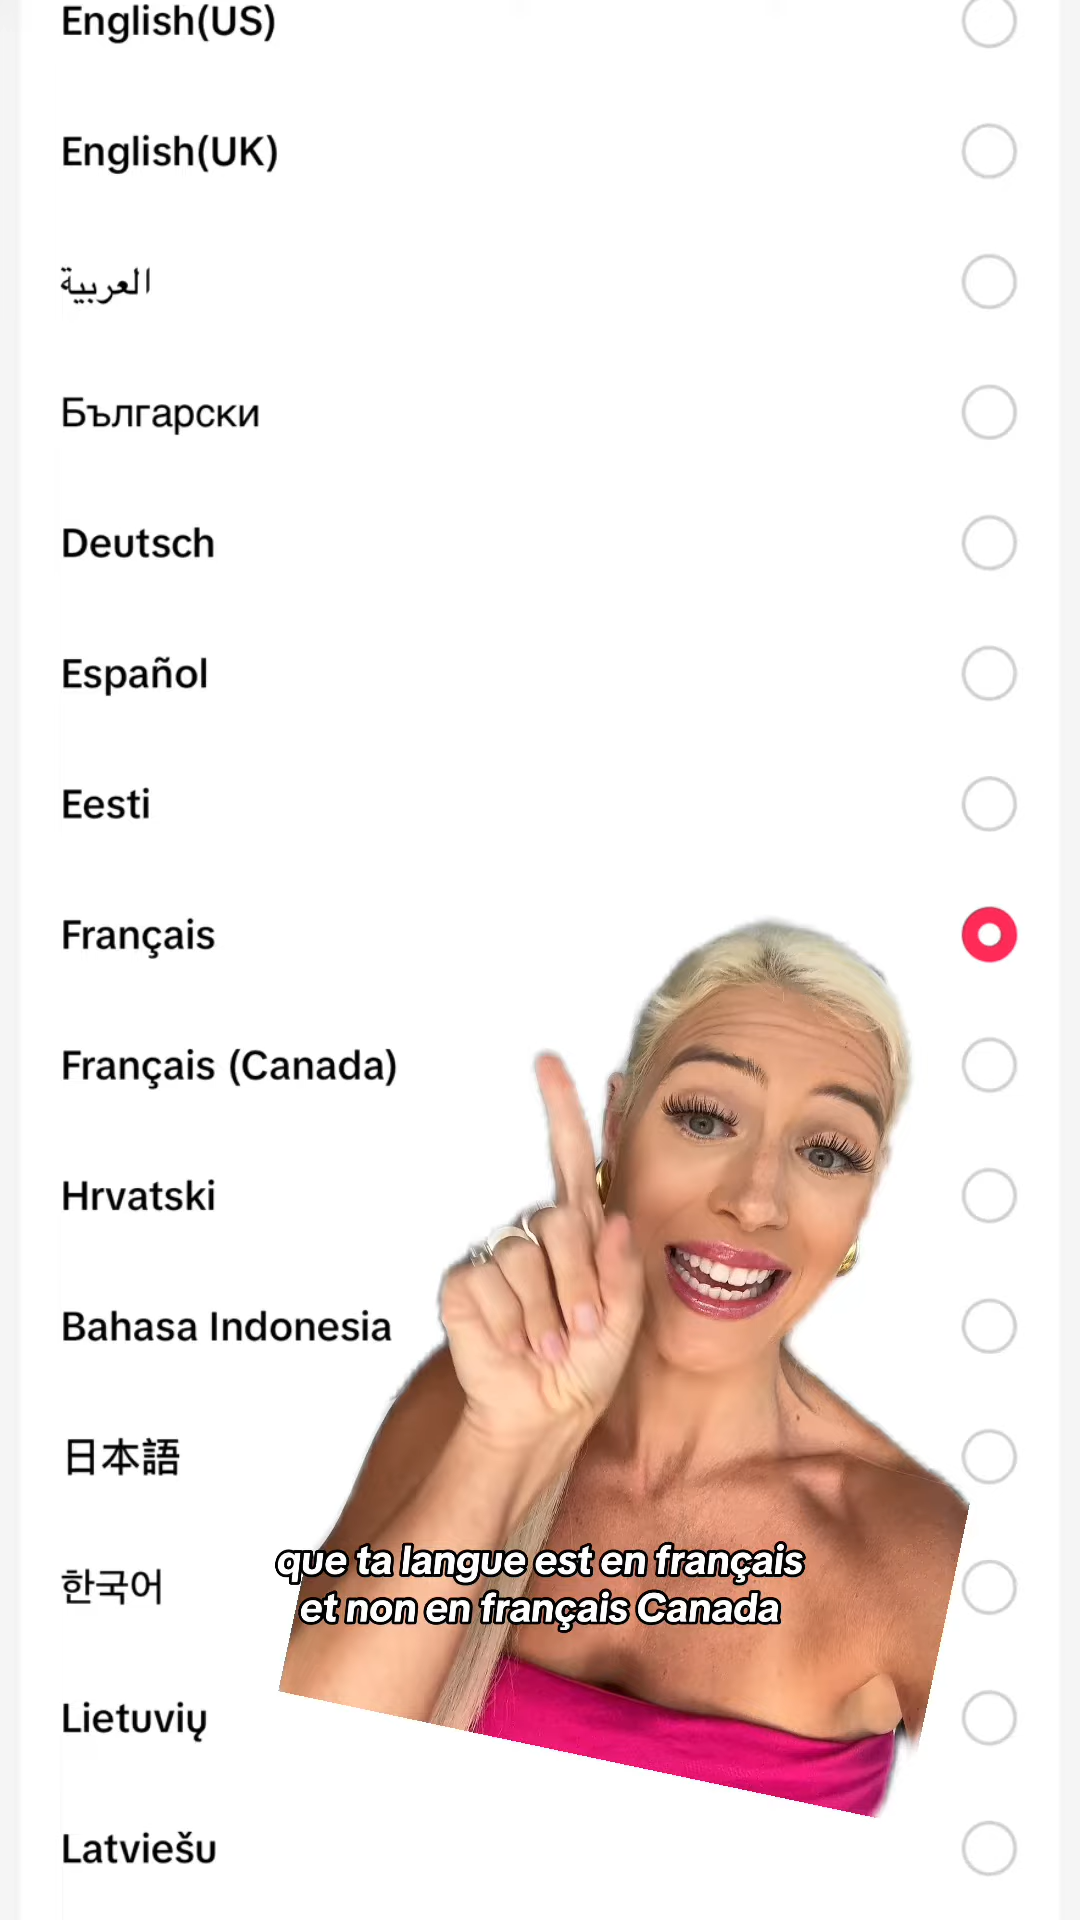 English(US)
English(UK)
العربية
Български
Deutsch
Español
Eesti
Français
Français (Canada)
Hrvatski
Bahasa Indonesia
日本語
한국어
Lietuvių
Latviešu
que ta langue est en français
et non en français Canada